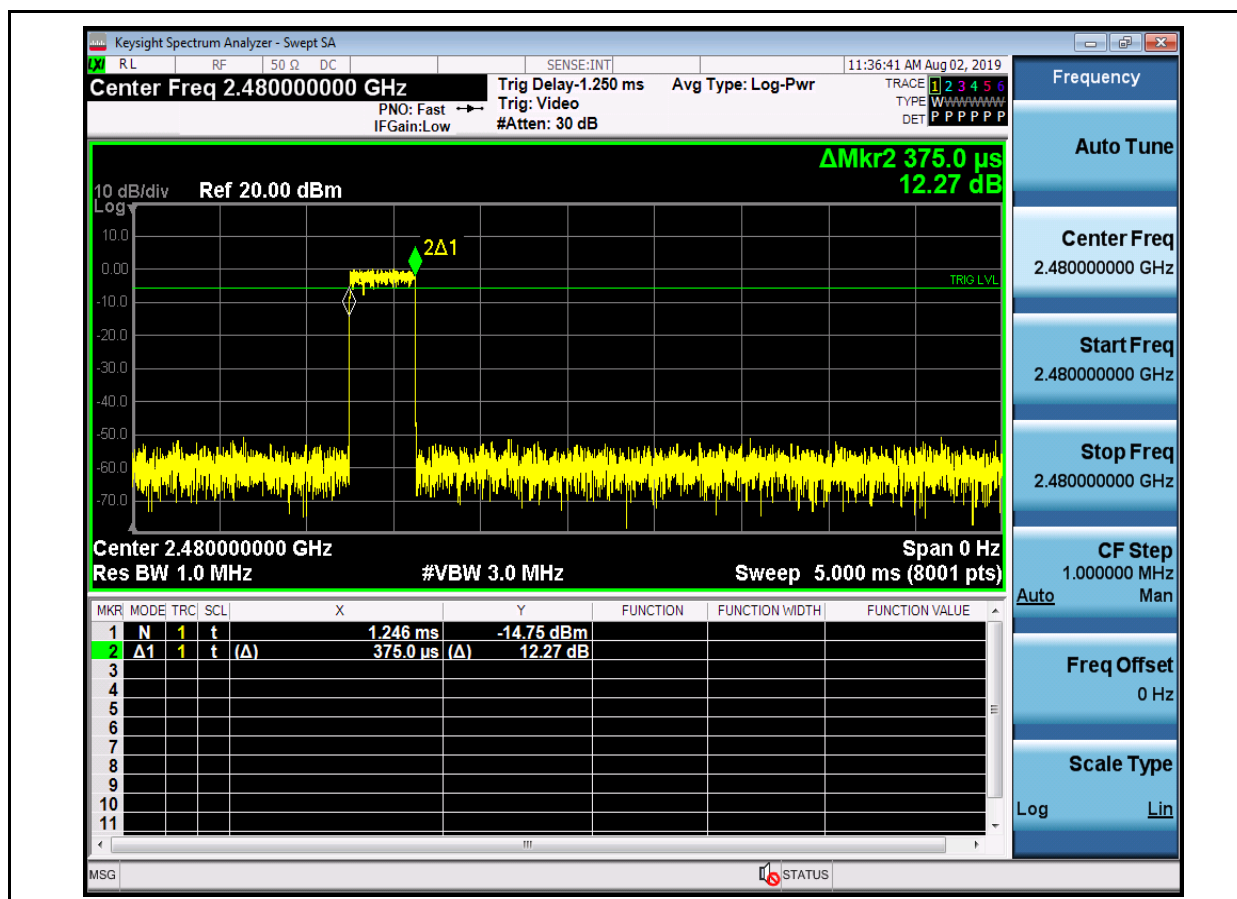 Keysight Spectrum Analyzer - Swept SA
LXI RL RF 50 Ω DC SENSE:INT 11:36:41 AM Aug 02, 2019
Center Freq 2.480000000 GHz
PNO: Fast
IFGain:Low
Trig Delay-1.250 ms
Trig: Video
#Atten: 30 dB
Avg Type: Log-Pwr
TRACE 1 2 3 4 5 6
TYPE WWWWWW
DET P P P P P P
ΔMkr2 375.0 µs
12.27 dB
10 dB/div Ref 20.00 dBm
Log
10.0
0.00
-10.0
-20.0
-30.0
-40.0
-50.0
-60.0
-70.0
2Δ1
TRIG LVL
Center 2.480000000 GHz Span 0 Hz
Res BW 1.0 MHz #VBW 3.0 MHz Sweep 5.000 ms (8001 pts)
MKR MODE TRC SCL X Y FUNCTION FUNCTION WIDTH FUNCTION VALUE
1 N 1 t 1.246 ms -14.75 dBm
2 Δ1 1 t (Δ) 375.0 µs (Δ) 12.27 dB
3
4
5
6
7
8
9
10
11
MSG STATUS
Frequency
Auto Tune
Center Freq
2.480000000 GHz
Start Freq
2.480000000 GHz
Stop Freq
2.480000000 GHz
CF Step
1.000000 MHz
Auto Man
Freq Offset
0 Hz
Scale Type
Log Lin